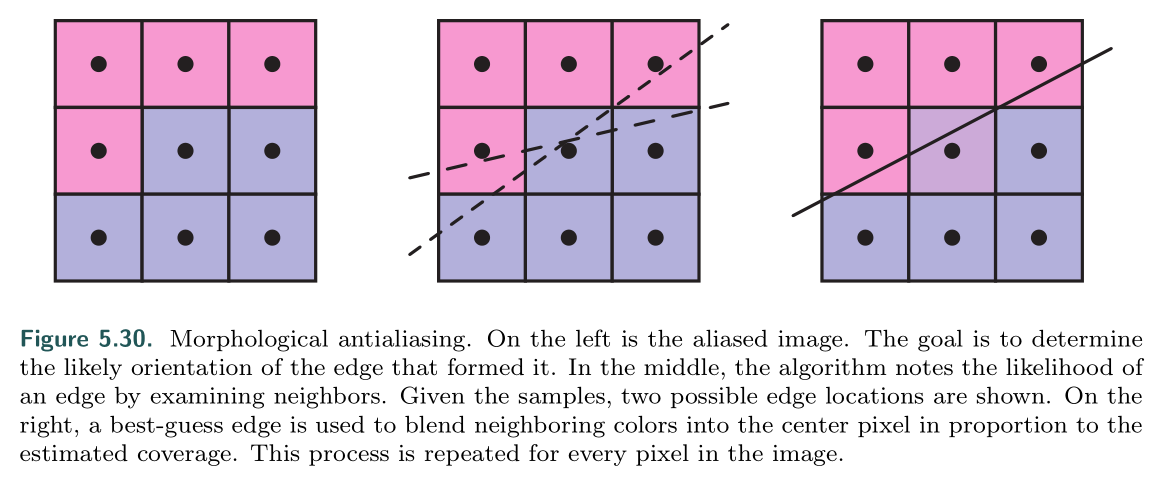 Figure 5.30. Morphological antialiasing. On the left is the aliased image. The goal is to determine
the likely orientation of the edge that formed it. In the middle, the algorithm notes the likelihood of
an edge by examining neighbors. Given the samples, two possible edge locations are shown. On the
right, a best-guess edge is used to blend neighboring colors into the center pixel in proportion to the
estimated coverage. This process is repeated for every pixel in the image.